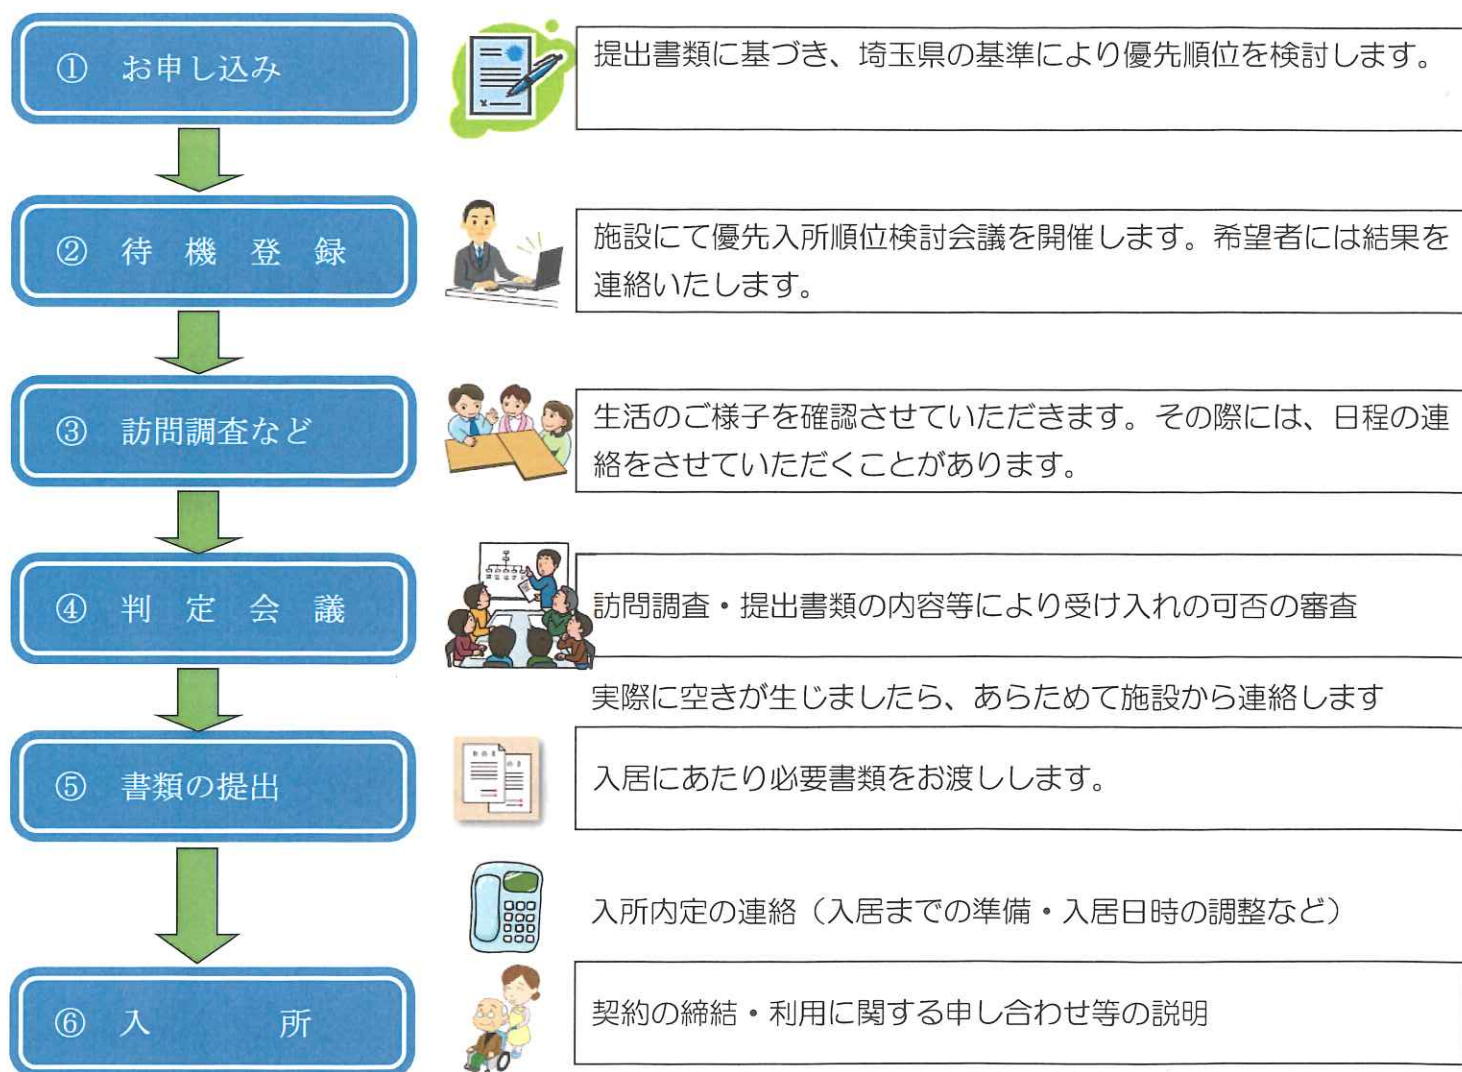 ① お申し込み
提出書類に基づき、埼玉県の基準により優先順位を検討します。
② 待機登録
施設にて優先入所順位検討会議を開催します。希望者には結果を
連絡いたします。
③ 訪問調査など
生活のご様子を確認させていただきます。その際には、日程の連
絡をさせていただくことがあります。
④ 判定会議
訪問調査・提出書類の内容等により受け入れの可否の審査
実際に空きが生じましたら、あらためて施設から連絡します
⑤ 書類の提出
入居にあたり必要書類をお渡しします。
入所内定の連絡（入居までの準備・入居日時の調整など）
⑥ 入所
契約の締結・利用に関する申し合わせ等の説明